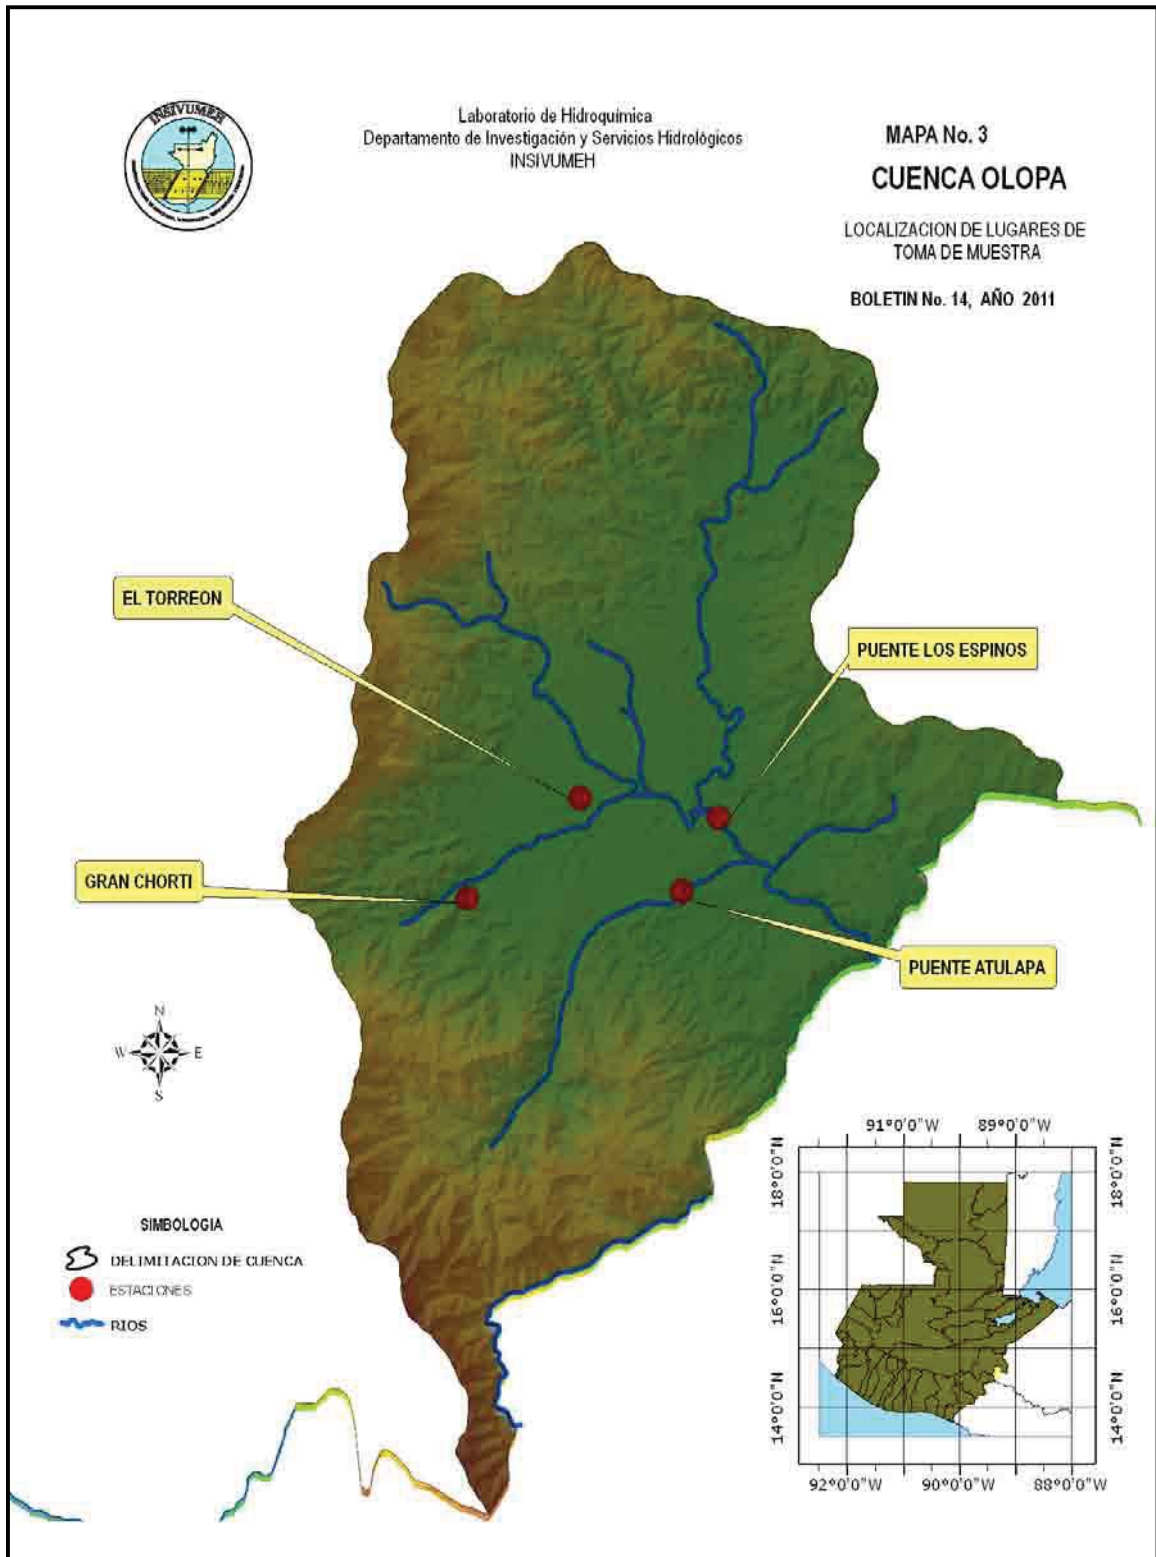 INSIVUMEH
Laboratorio de Hidroquímica
Departamento de Investigación y Servicios Hidrológicos
INSIVUMEH
MAPA No. 3
CUENCA OLOPA
LOCALIZACION DE LUGARES DE
TOMA DE MUESTRA
BOLETIN No. 14, AÑO 2011
EL TORREON
PUENTE LOS ESPINOS
GRAN CHORTI
PUENTE ATULAPA
N
W
E
S
SIMBOLOGIA
DELIMITACION DE CUENCA
ESTACIONES
RIOS
91°0'0"W 89°0'0"W
18°0'0"N 18°0'0"N
16°0'0"N 16°0'0"N
14°0'0"N 14°0'0"N
92°0'0"W 90°0'0"W 88°0'0"W